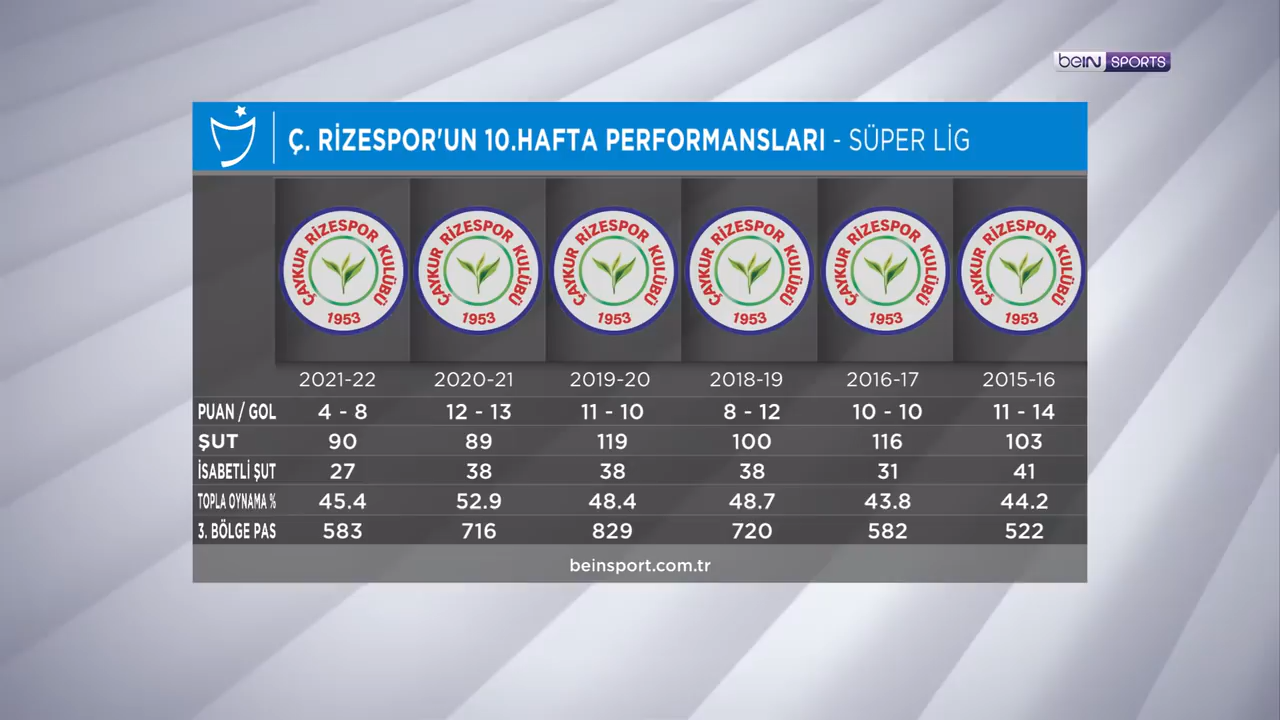 beIN SPORTS
Ç. RİZESPOR'UN 10.HAFTA PERFORMANSLARI - SÜPER LİG
ÇAYKUR RİZESPOR KULÜBÜ 1953 ÇAYKUR RİZESPOR KULÜBÜ 1953 ÇAYKUR RİZESPOR KULÜBÜ 1953 ÇAYKUR RİZESPOR KULÜBÜ 1953 ÇAYKUR RİZESPOR KULÜBÜ 1953 ÇAYKUR RİZESPOR KULÜBÜ 1953
2021-22 2020-21 2019-20 2018-19 2016-17 2015-16
PUAN / GOL 4 - 8 12 - 13 11 - 10 8 - 12 10 - 10 11 - 14
ŞUT 90 89 119 100 116 103
İSABETLİ ŞUT 27 38 38 38 31 41
TOPLA OYNAMA % 45.4 52.9 48.4 48.7 43.8 44.2
3. BÖLGE PAS 583 716 829 720 582 522
beinsport.com.tr